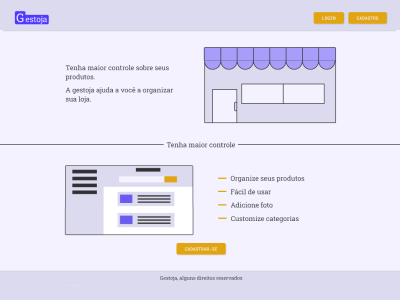 Gestoja
LOGIN
CADASTRO
Tenha maior controle sobre seus
produtos.
A gestoja ajuda a você a organizar
sua loja.
Tenha maior controle
Organize seus produtos
Fácil de usar
Adicione foto
Customize categorias
CADASTRAR-SE
Gestoja, alguns direitos reservados